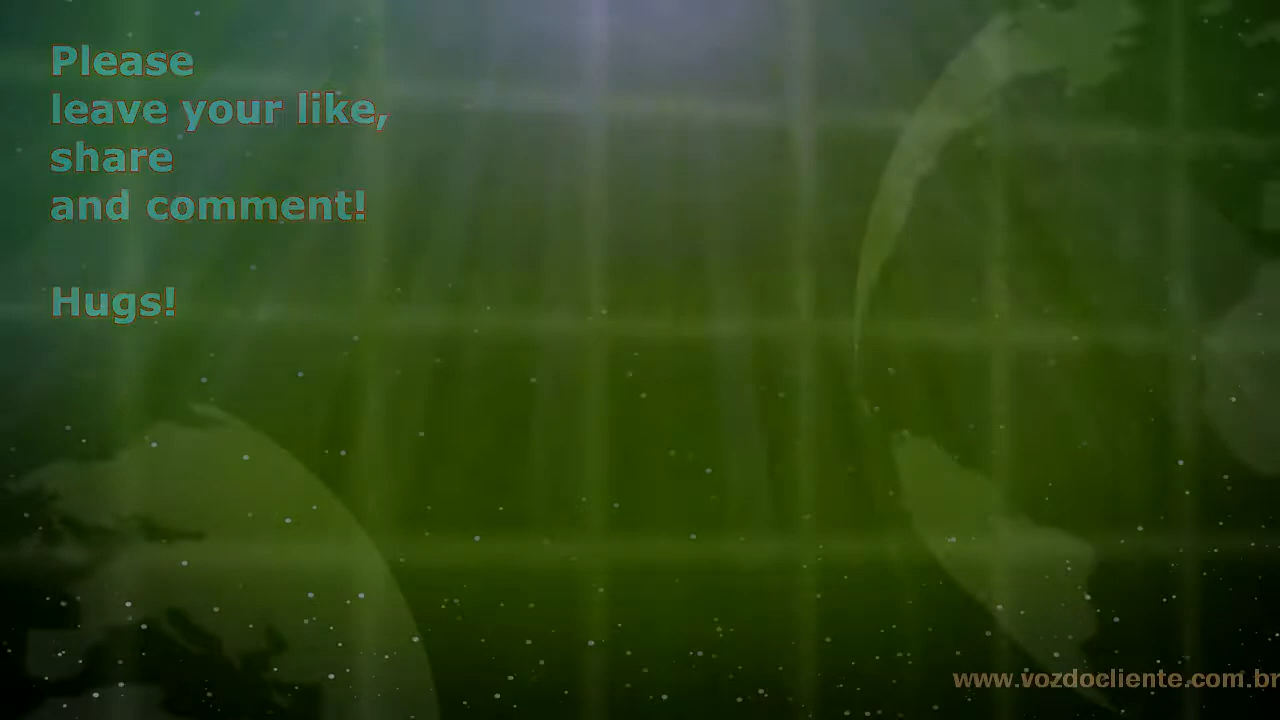 Please
leave your like,
share
and comment!
Hugs!
www.vozdocliente.com.br